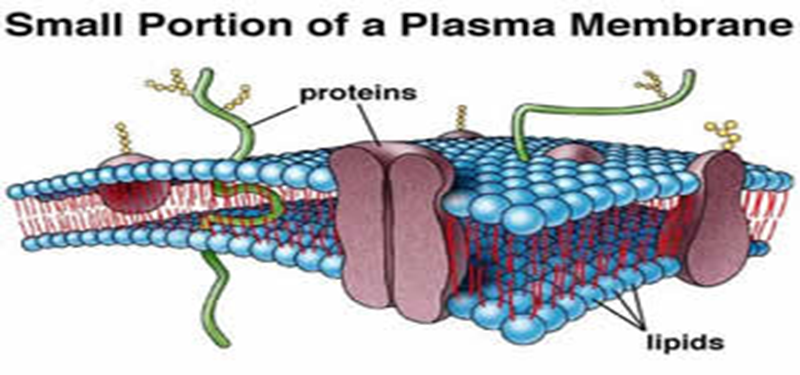 Small Portion of a Plasma Membrane
proteins
lipids